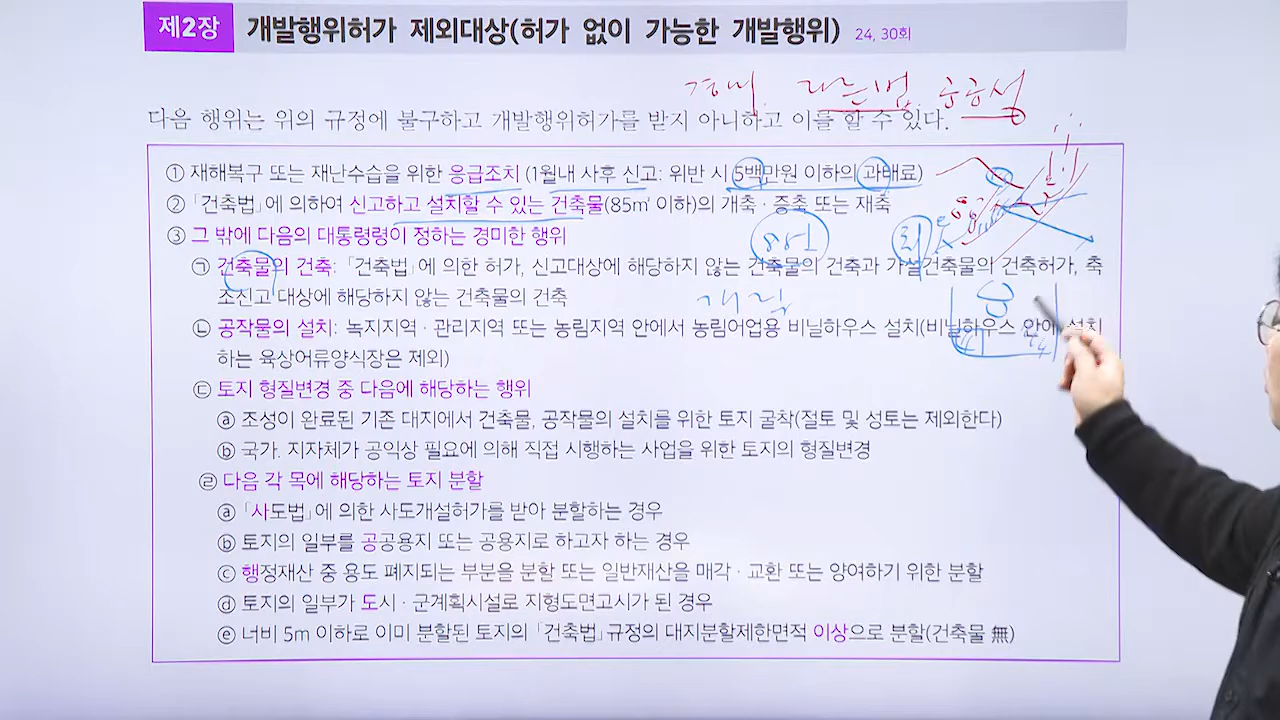 제2장 개발행위허가 제외대상(허가 없이 가능한 개발행위) 24, 30회
경미. 다른법. 공공성
다음 행위는 위의 규정에 불구하고 개발행위허가를 받지 아니하고 이를 할 수 있다.
① 재해복구 또는 재난수습을 위한 응급조치 (1월내 사후 신고: 위반 시 5백만원 이하의 과태료)
② 「건축법」에 의하여 신고하고 설치할 수 있는 건축물(85㎡ 이하)의 개축 · 증축 또는 재축
③ 그 밖에 다음의 대통령령이 정하는 경미한 행위
㉠ 건축물의 건축: 「건축법」에 의한 허가, 신고대상에 해당하지 않는 건축물의 건축과 가설건축물의 건축허가, 축
조신고 대상에 해당하지 않는 건축물의 건축
㉡ 공작물의 설치: 녹지지역 · 관리지역 또는 농림지역 안에서 농림어업용 비닐하우스 설치(비닐하우스 안에 설치
하는 육상어류양식장은 제외)
㉢ 토지 형질변경 중 다음에 해당하는 행위
ⓐ 조성이 완료된 기존 대지에서 건축물, 공작물의 설치를 위한 토지 굴착(절토 및 성토는 제외한다)
ⓑ 국가, 지자체가 공익상 필요에 의해 직접 시행하는 사업을 위한 토지의 형질변경
㉣ 다음 각 목에 해당하는 토지 분할
ⓐ 「사도법」에 의한 사도개설허가를 받아 분할하는 경우
ⓑ 토지의 일부를 공공용지 또는 공용지로 하고자 하는 경우
ⓒ 행정재산 중 용도 폐지되는 부분을 분할 또는 일반재산을 매각 · 교환 또는 양여하기 위한 분할
ⓓ 토지의 일부가 도시 · 군계획시설로 지형도면고시가 된 경우
ⓔ 너비 5m 이하로 이미 분할된 토지의 「건축법」규정의 대지분할제한면적 이상으로 분할(건축물 無)